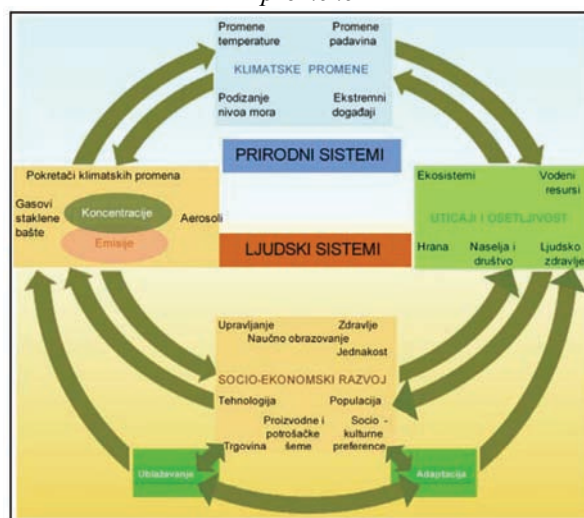 Promene
temperature
Promene
padavina
KLIMATSKE PROMENE
Podizanje
nivoa mora
Ekstremni
događaji
PRIRODNI SISTEMI
Pokretači klimatskih promena
Gasovi
staklene
bašte
Koncentracije
Aerosoli
Emisije
Ekosistemi
Vodeni
resursi
UTICAJI I OSETLJIVOST
Hrana
Naselja i
društvo
Ljudsko
zdravlje
LJUDSKI SISTEMI
Upravljanje
Zdravlje
Naučno obrazovanje
Jednakost
SOCIO-EKONOMSKI RAZVOJ
Tehnologija
Populacija
Trgovina
Proizvodne i
potrošačke
šeme
Socio -
kulturne
preference
Ublažavanje
Adaptacija